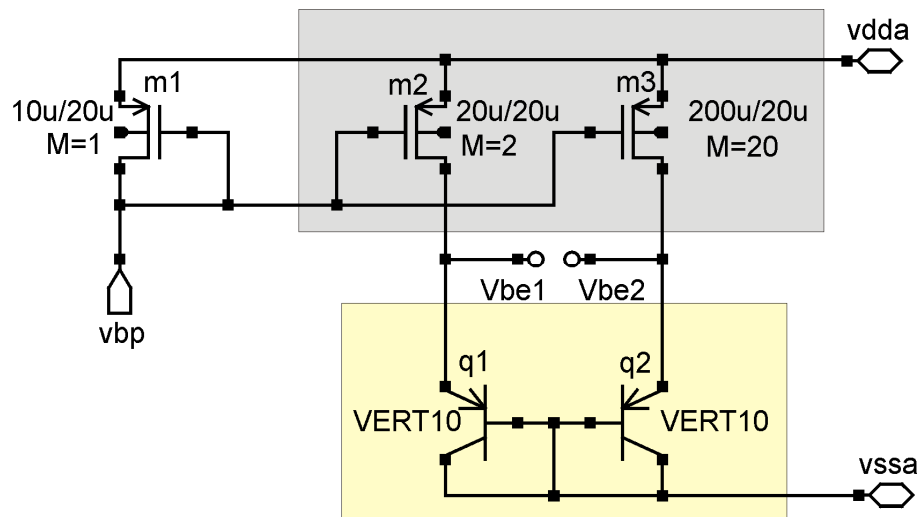 vdda
m1
m2
m3
10u/20u
M=1
20u/20u
M=2
200u/20u
M=20
Vbe1
Vbe2
vbp
q1
q2
VERT10
VERT10
vssa